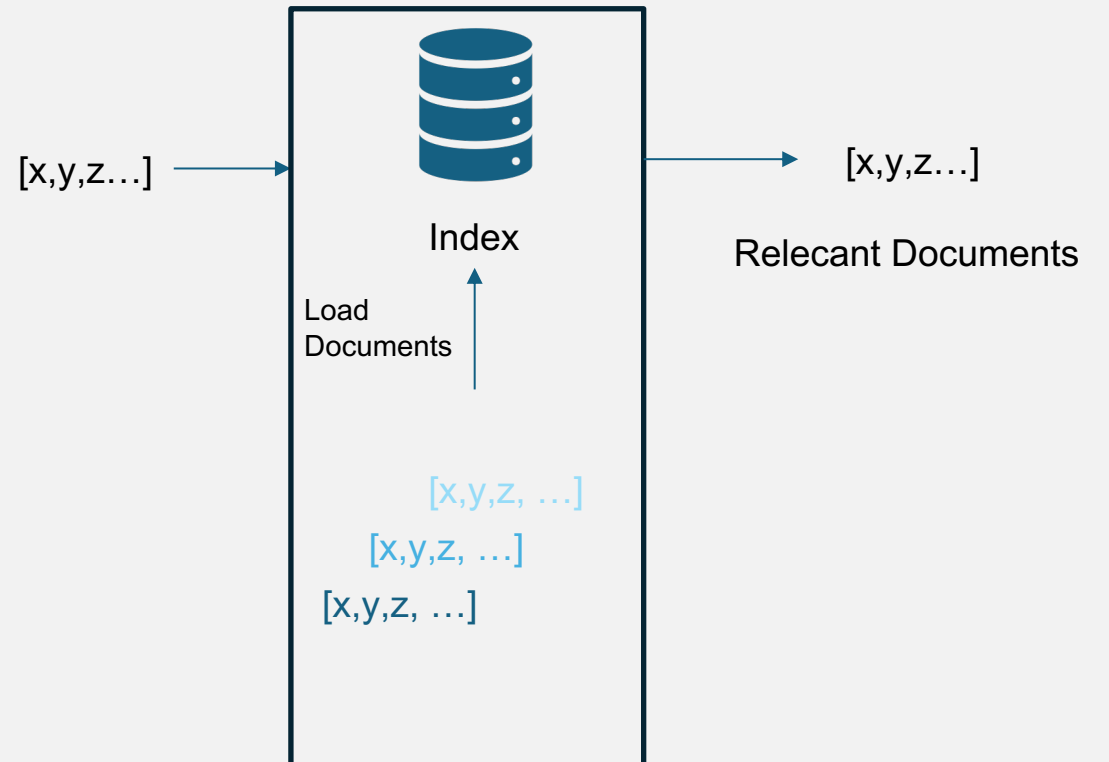 [x,y,z…]
Index
[x,y,z…]
Relecant Documents
Load
Documents
[x,y,z, …]
[x,y,z, …]
[x,y,z, …]